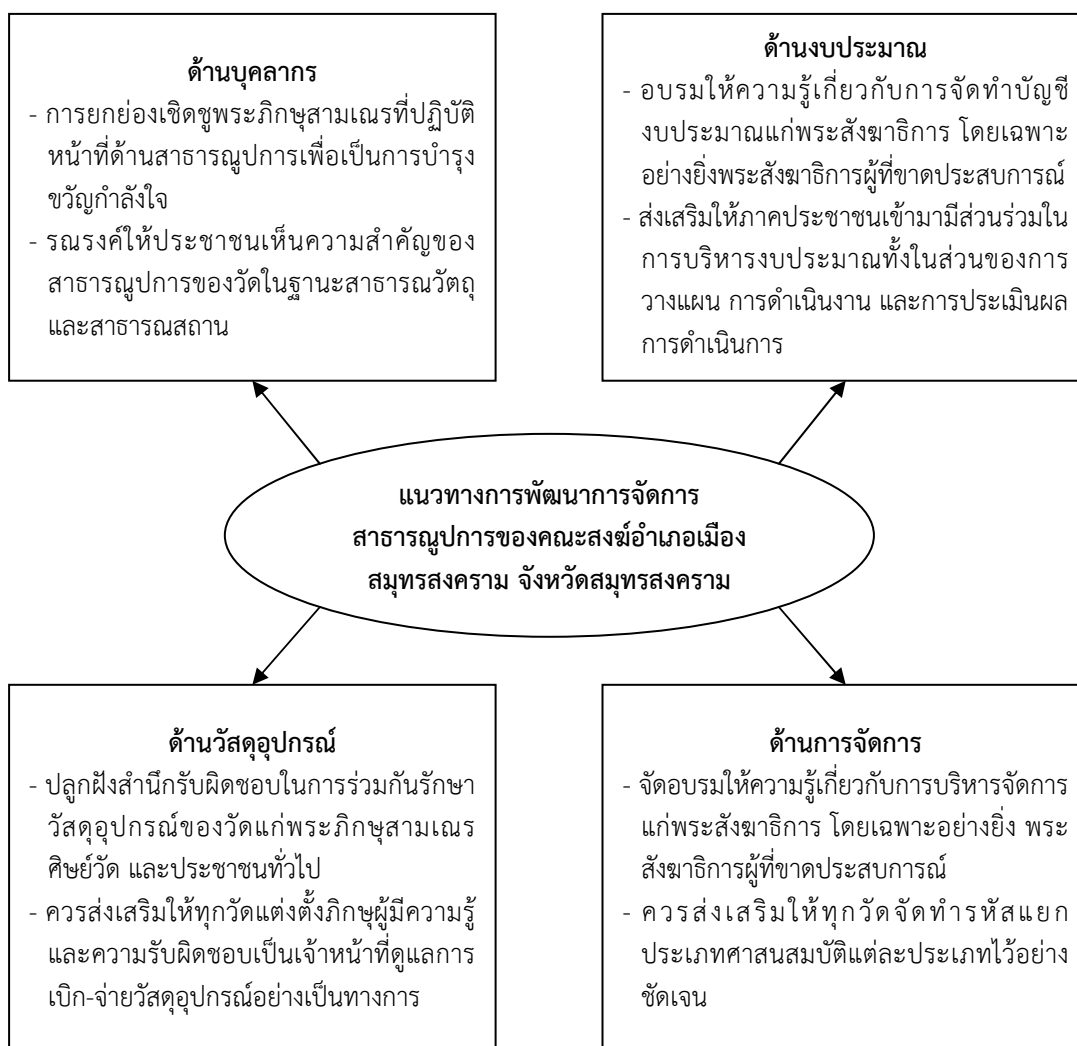 ด้านบุคลากร
- การยกย่องเชิดชูพระภิกษุสามเณรที่ปฏิบัติ
หน้าที่ด้านสาธารณูปการเพื่อเป็นการบำรุง
ขวัญกำลังใจ
- รณรงค์ให้ประชาชนเห็นความสำคัญของ
สาธารณูปการของวัดในฐานะสาธารณวัตถุ
และสาธารณสถาน
ด้านงบประมาณ
- อบรมให้ความรู้เกี่ยวกับการจัดทำบัญชี
งบประมาณแก่พระสังฆาธิการ โดยเฉพาะ
อย่างยิ่งพระสังฆาธิการผู้ที่ขาดประสบการณ์
- ส่งเสริมให้ภาคประชาชนเข้ามามีส่วนร่วมใน
การบริหารงบประมาณทั้งในส่วนของการ
วางแผน การดำเนินงาน และการประเมินผล
การดำเนินการ
แนวทางการพัฒนาการจัดการ
สาธารณูปการของคณะสงฆ์อำเภอเมือง
สมุทรสงคราม จังหวัดสมุทรสงคราม
ด้านวัสดุอุปกรณ์
- ปลูกฝังสำนึกรับผิดชอบในการร่วมกันรักษา
วัสดุอุปกรณ์ของวัดแก่พระภิกษุสามเณร
ศิษย์วัด และประชาชนทั่วไป
- ควรส่งเสริมให้ทุกวัดแต่งตั้งภิกษุผู้มีความรู้
และความรับผิดชอบเป็นเจ้าหน้าที่ดูแลการ
เบิก-จ่ายวัสดุอุปกรณ์อย่างเป็นทางการ
ด้านการจัดการ
- จัดอบรมให้ความรู้เกี่ยวกับการบริหารจัดการ
แก่พระสังฆาธิการ โดยเฉพาะอย่างยิ่ง พระ
สังฆาธิการผู้ที่ขาดประสบการณ์
- ควรส่งเสริมให้ทุกวัดจัดทำรหัสแยก
ประเภทศาสนสมบัติแต่ละประเภทไว้อย่าง
ชัดเจน